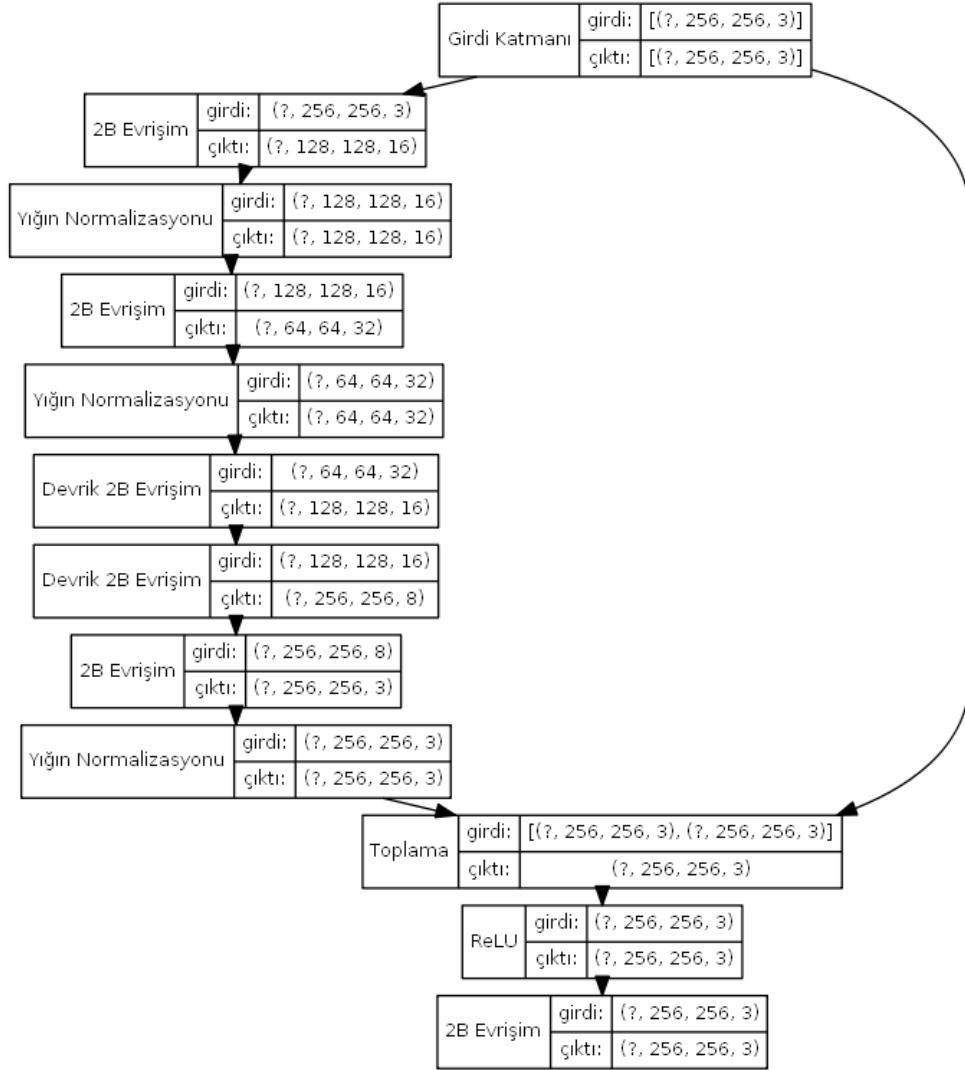 Girdi Katmanı
girdi: [(?, 256, 256, 3)]
çıktı: [(?, 256, 256, 3)]
2B Evrişim
girdi: (?, 256, 256, 3)
çıktı: (?, 128, 128, 16)
Yığın Normalizasyonu
girdi: (?, 128, 128, 16)
çıktı: (?, 128, 128, 16)
2B Evrişim
girdi: (?, 128, 128, 16)
çıktı: (?, 64, 64, 32)
Yığın Normalizasyonu
girdi: (?, 64, 64, 32)
çıktı: (?, 64, 64, 32)
Devrik 2B Evrişim
girdi: (?, 64, 64, 32)
çıktı: (?, 128, 128, 16)
Devrik 2B Evrişim
girdi: (?, 128, 128, 16)
çıktı: (?, 256, 256, 8)
2B Evrişim
girdi: (?, 256, 256, 8)
çıktı: (?, 256, 256, 3)
Yığın Normalizasyonu
girdi: (?, 256, 256, 3)
çıktı: (?, 256, 256, 3)
Toplama
girdi: [(?, 256, 256, 3), (?, 256, 256, 3)]
çıktı: (?, 256, 256, 3)
ReLU
girdi: (?, 256, 256, 3)
çıktı: (?, 256, 256, 3)
2B Evrişim
girdi: (?, 256, 256, 3)
çıktı: (?, 256, 256, 3)